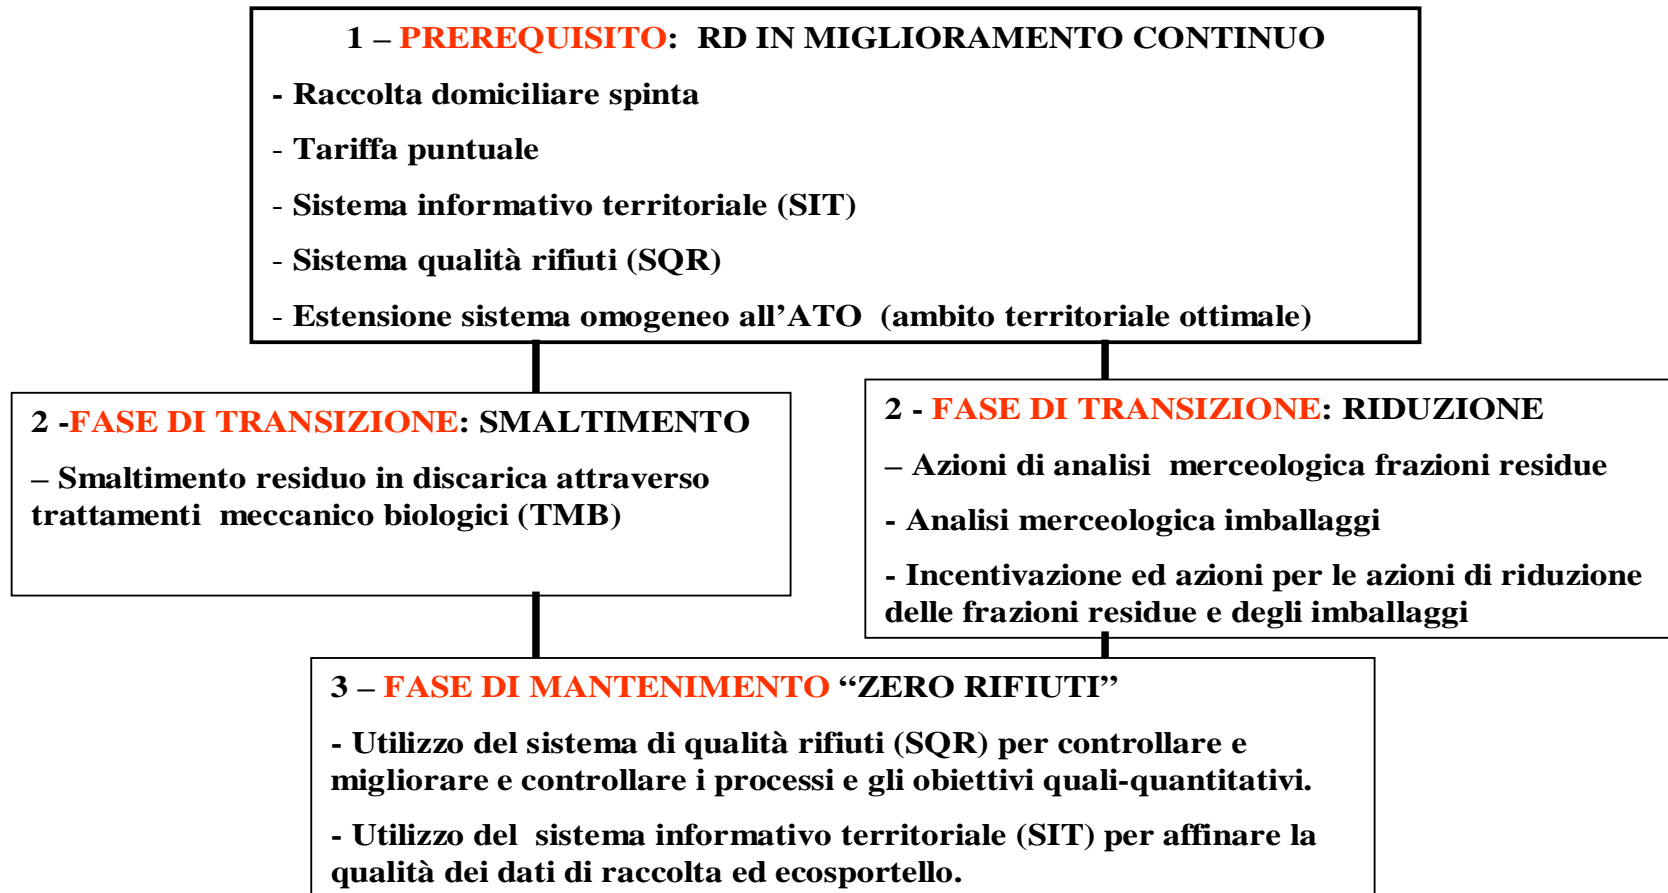 1 – PREREQUISITO: RD IN MIGLIORAMENTO CONTINUO
- Raccolta domiciliare spinta
- Tariffa puntuale
- Sistema informativo territoriale (SIT)
- Sistema qualità rifiuti (SQR)
- Estensione sistema omogeneo all’ATO (ambito territoriale ottimale)
2 -FASE DI TRANSIZIONE: SMALTIMENTO
– Smaltimento residuo in discarica attraverso
trattamenti meccanico biologici (TMB)
2 - FASE DI TRANSIZIONE: RIDUZIONE
– Azioni di analisi merceologica frazioni residue
- Analisi merceologica imballaggi
- Incentivazione ed azioni per le azioni di riduzione
delle frazioni residue e degli imballaggi
3 – FASE DI MANTENIMENTO “ZERO RIFIUTI”
- Utilizzo del sistema di qualità rifiuti (SQR) per controllare e
migliorare e controllare i processi e gli obiettivi quali-quantitativi.
- Utilizzo del sistema informativo territoriale (SIT) per affinare la
qualità dei dati di raccolta ed ecosportello.